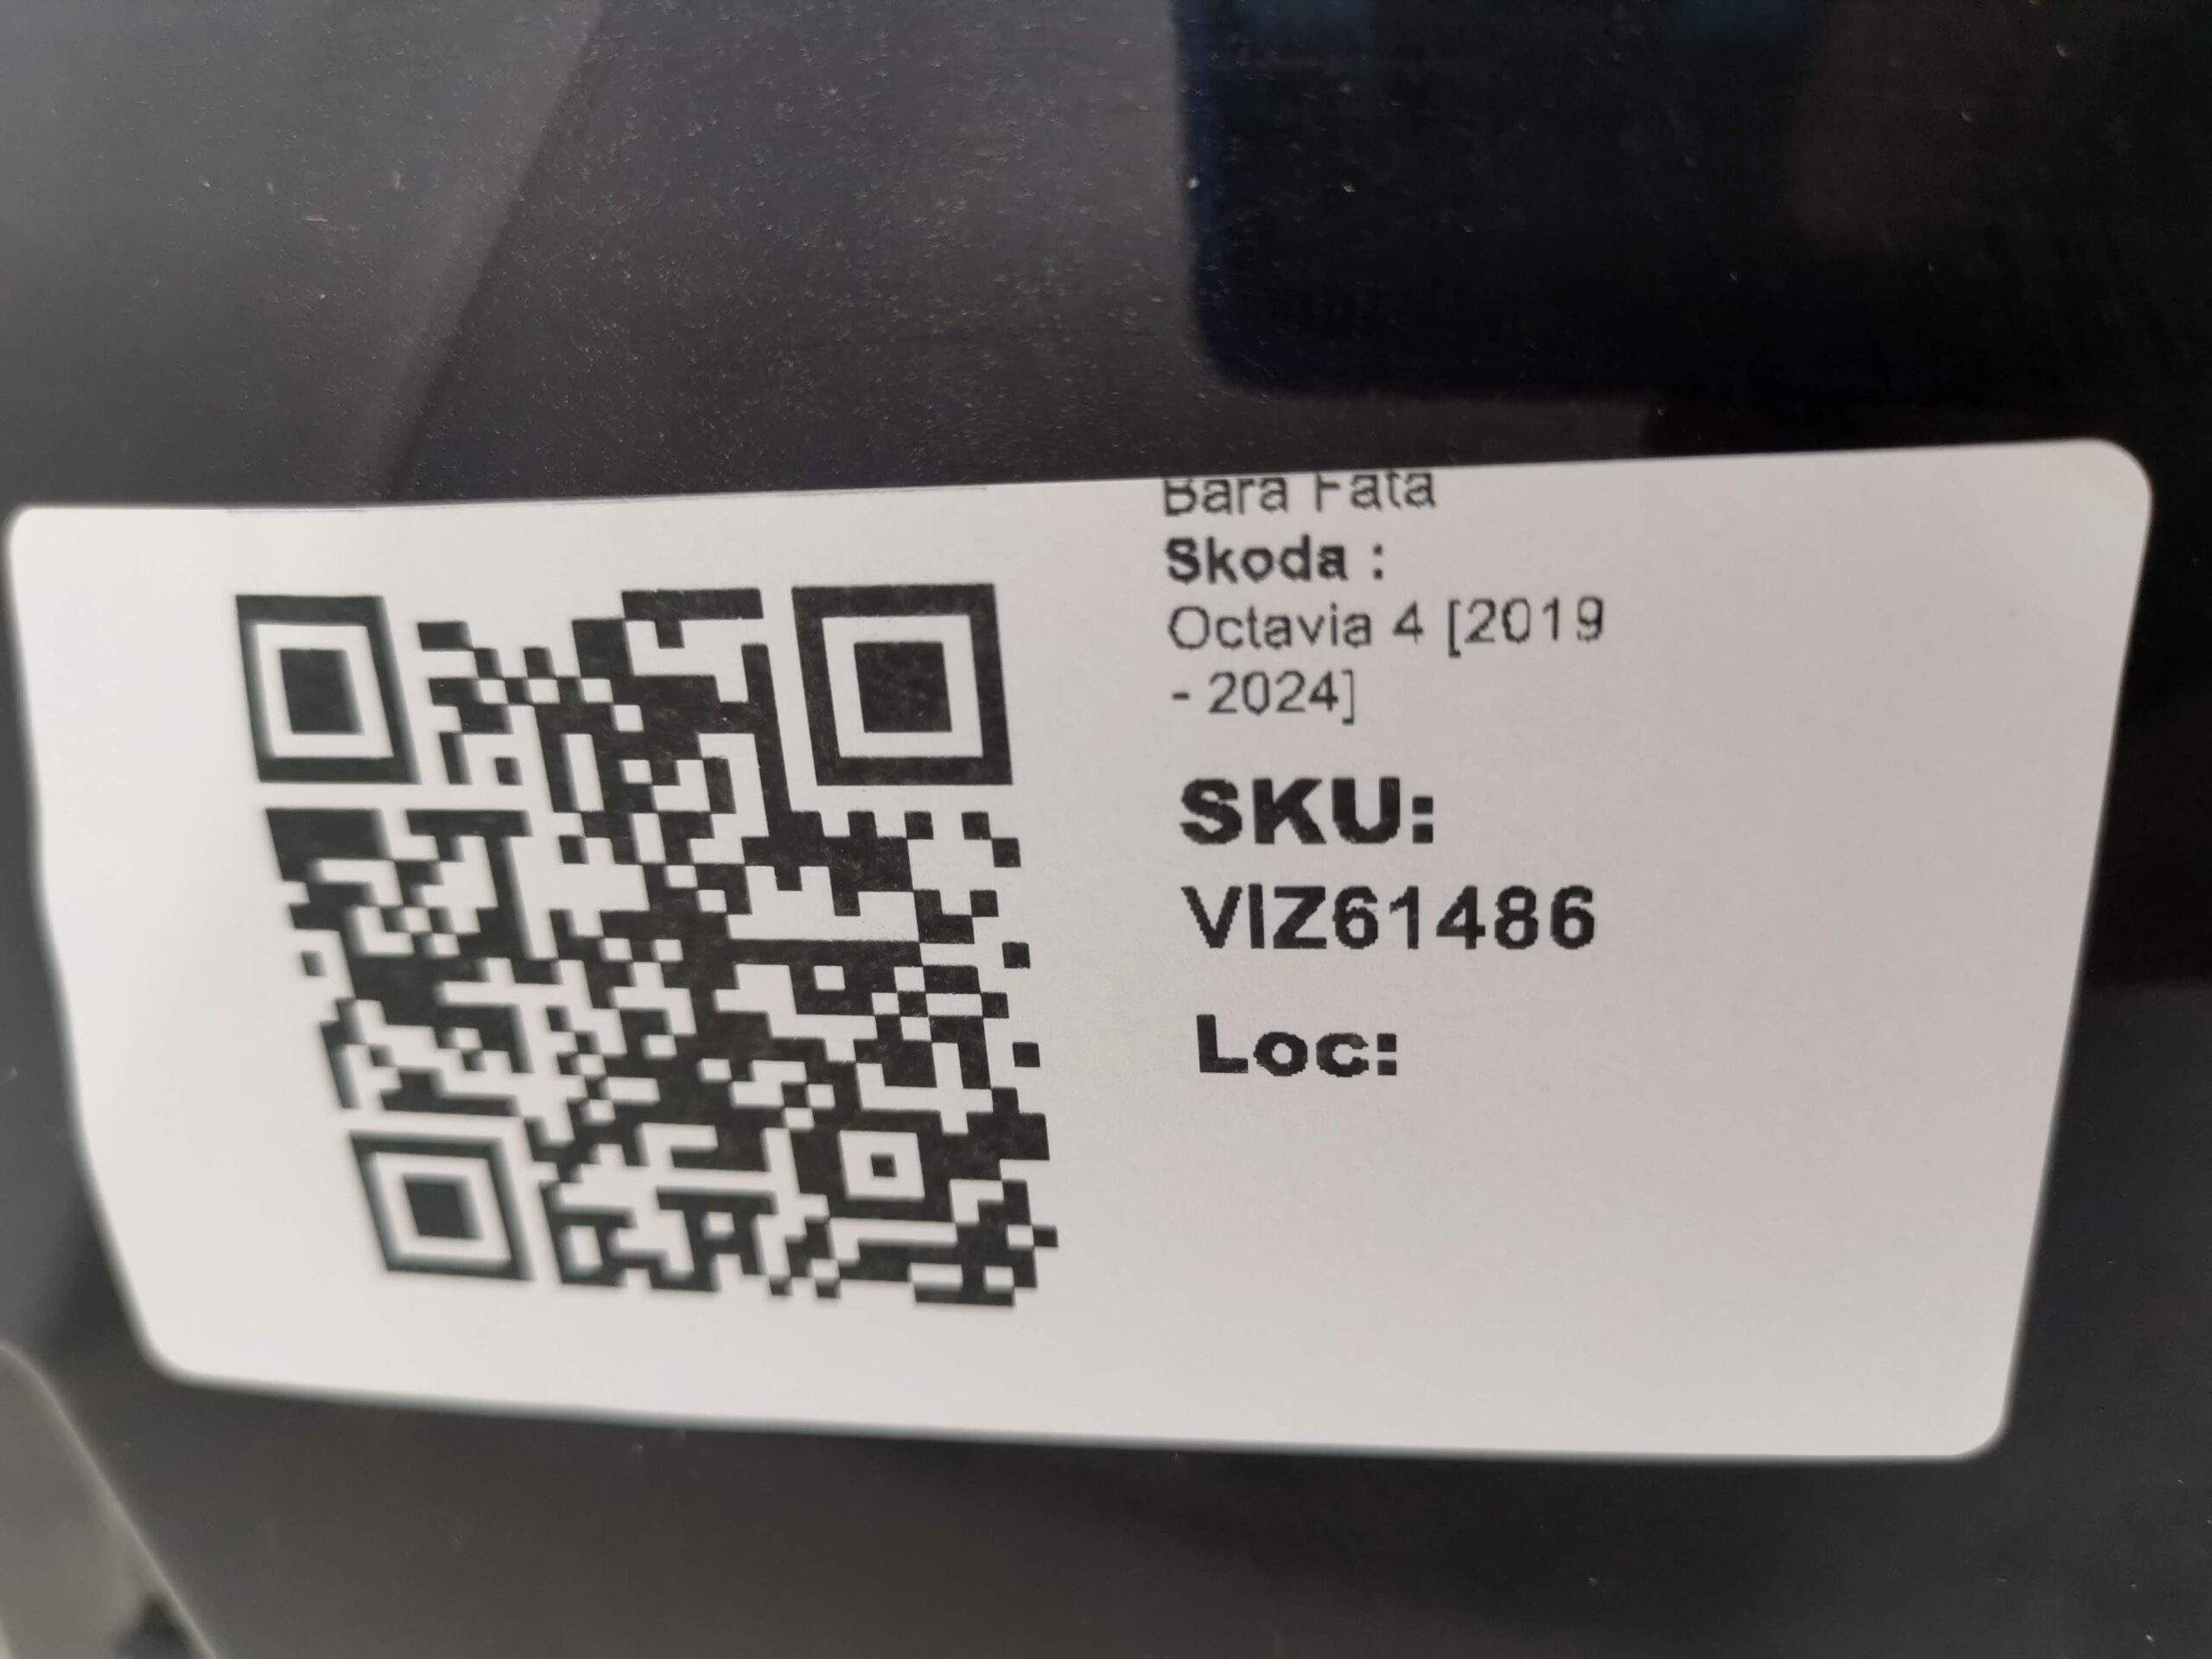 Bara Fata
Skoda :
Octavia 4 [2019
- 2024]
SKU:
VIZ61486
Loc: